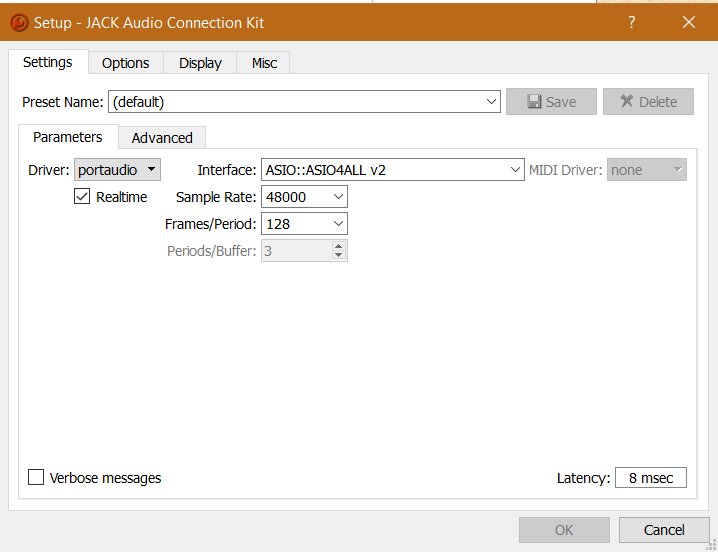 Setup - JACK Audio Connection Kit ?
Settings Options Display Misc
Preset Name: (default) Save Delete
Parameters Advanced
Driver: portaudio Interface: ASIO::ASIO4ALL v2 MIDI Driver: none
Realtime Sample Rate: 48000
Frames/Period: 128
Periods/Buffer: 3
Verbose messages Latency: 8 msec
OK Cancel